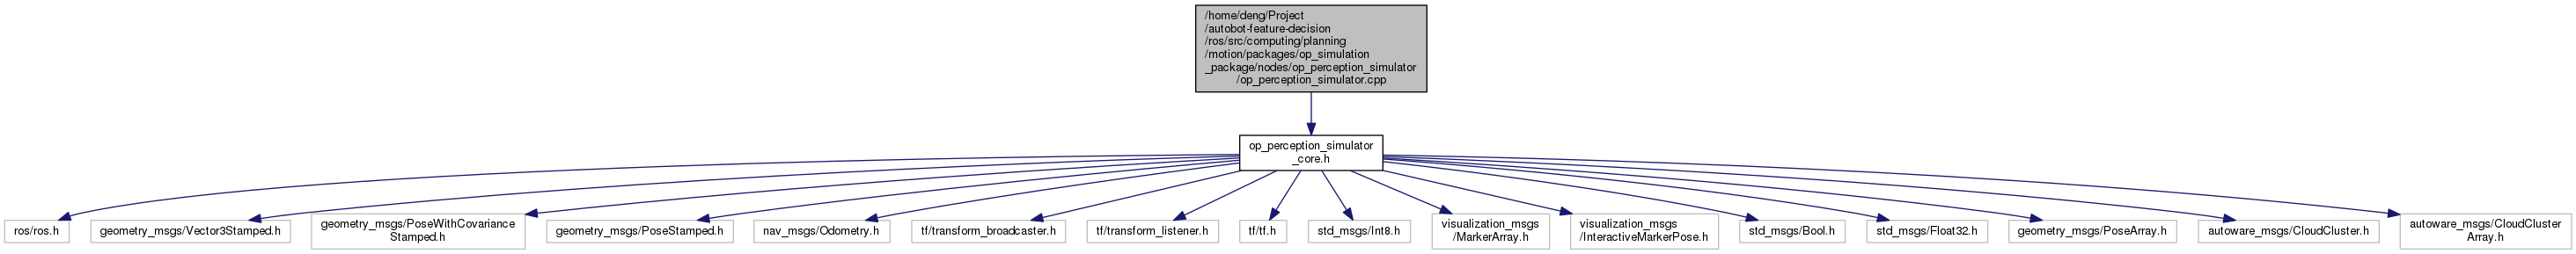 /home/deng/Project
/autobot-feature-decision
/ros/src/computing/planning
/motion/packages/op_simulation
_package/nodes/op_perception_simulator
/op_perception_simulator.cpp
op_perception_simulator
_core.h
ros/ros.h
geometry_msgs/Vector3Stamped.h
geometry_msgs/PoseWithCovariance
Stamped.h
geometry_msgs/PoseStamped.h
nav_msgs/Odometry.h
tf/transform_broadcaster.h
tf/transform_listener.h
tf/tf.h
std_msgs/Int8.h
visualization_msgs
/MarkerArray.h
visualization_msgs
/InteractiveMarkerPose.h
std_msgs/Bool.h
std_msgs/Float32.h
geometry_msgs/PoseArray.h
autoware_msgs/CloudCluster.h
autoware_msgs/CloudCluster
Array.h